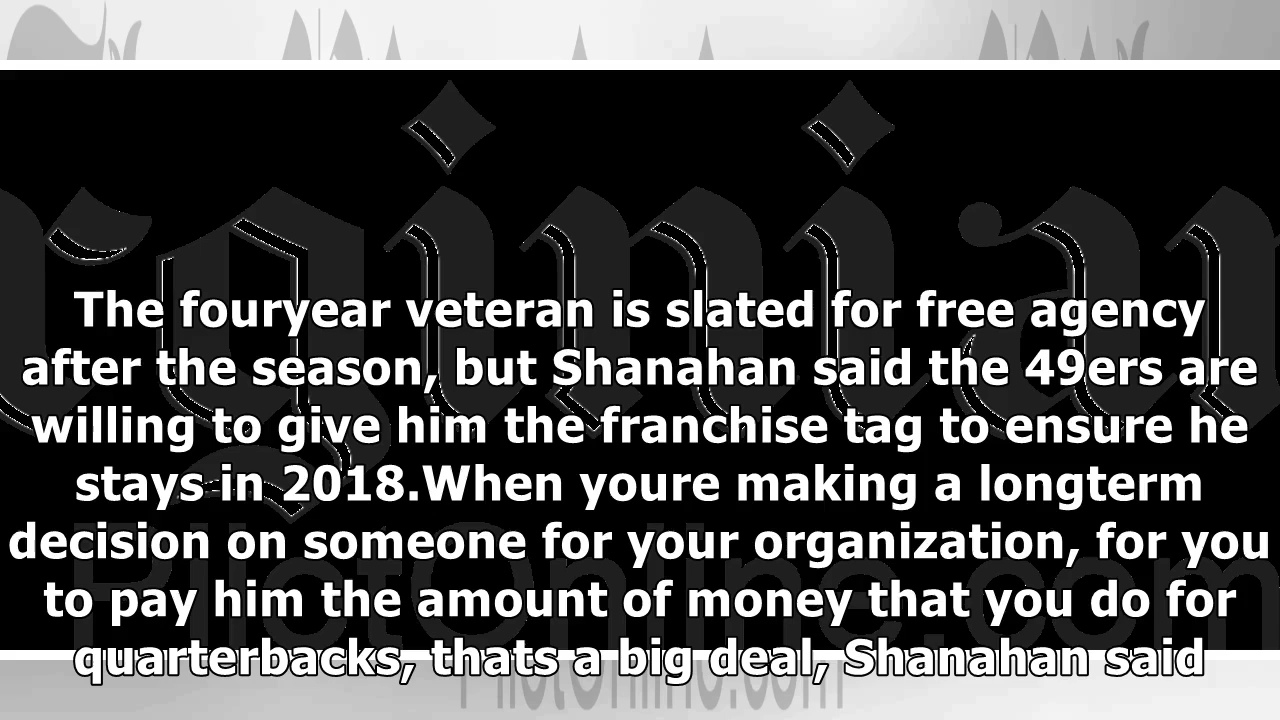 rginian
The fouryear veteran is slated for free agency
after the season, but Shanahan said the 49ers are
willing to give him the franchise tag to ensure he
stays in 2018.When youre making a longterm
decision on someone for your organization, for you
to pay him the amount of money that you do for
quarterbacks, thats a big deal, Shanahan said
PilotOnline.com